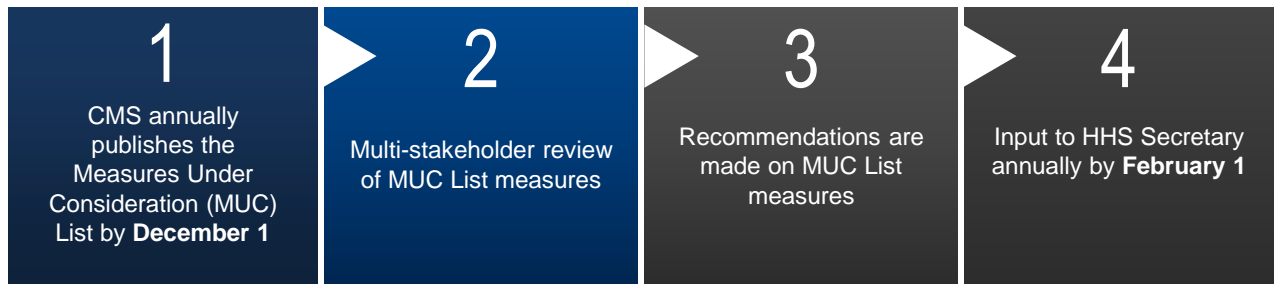 1
CMS annually
publishes the
Measures Under
Consideration (MUC)
List by December 1
2
Multi-stakeholder review
of MUC List measures
3
Recommendations are
made on MUC List
measures
4
Input to HHS Secretary
annually by February 1